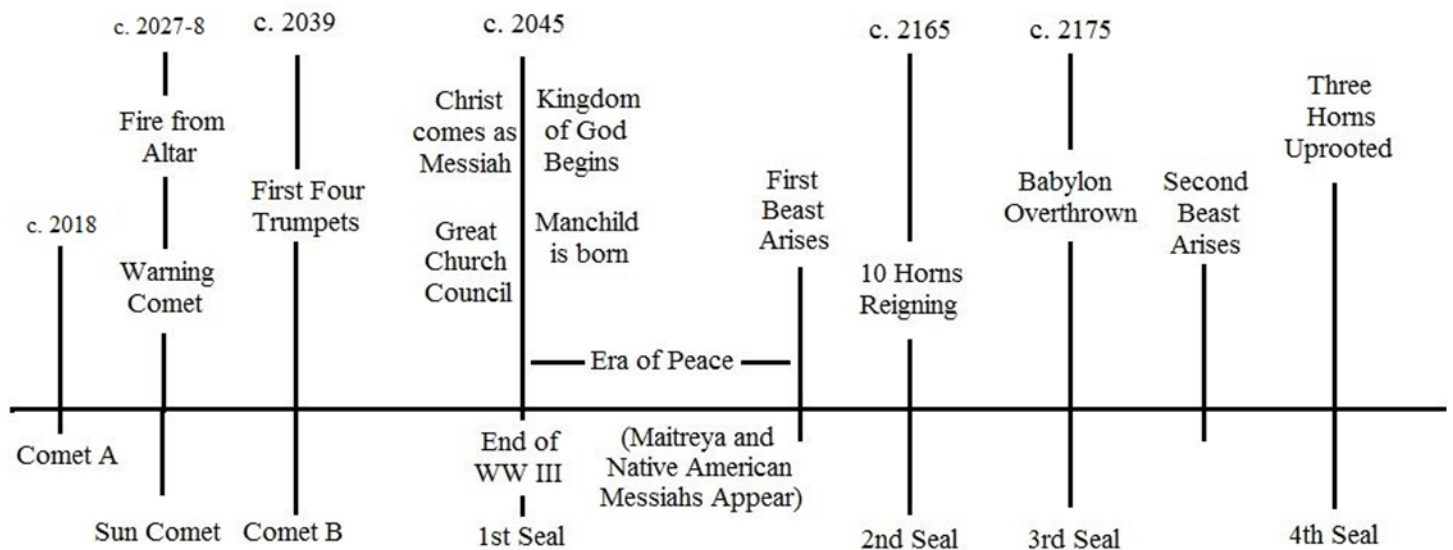 c. 2018
Comet A
c. 2027-8
Fire from
Altar
Warning
Comet
Sun Comet
c. 2039
First Four
Trumpets
Comet B
c. 2045
Christ
comes as
Messiah
Great
Church
Council
Kingdom
of God
Begins
Manchild
is born
Era of Peace
End of
WW III
1st Seal
First
Beast
Arises
(Maitreya and
Native American
Messiahs Appear)
c. 2165
10 Horns
Reigning
2nd Seal
c. 2175
Babylon
Overthrown
3rd Seal
Second
Beast
Arises
Three
Horns
Uprooted
4th Seal